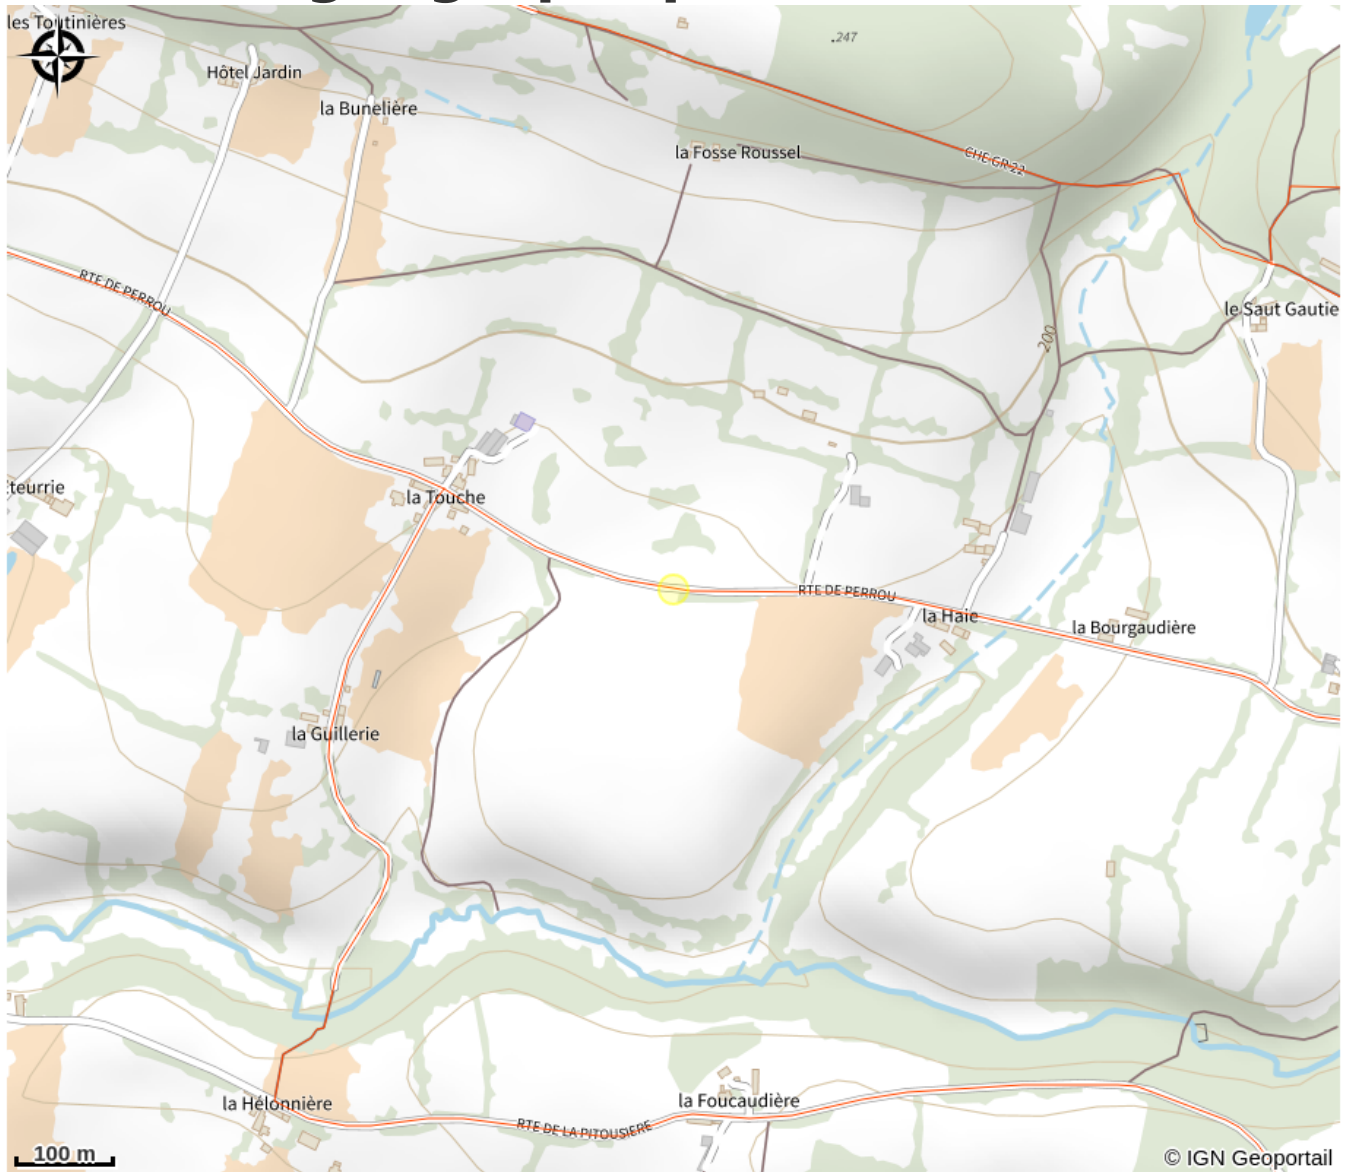 les Toutinières
.247
Hôtel Jardin
la Bunelière
la Fosse Roussel
CHE GR 22
RTE DE PERROU
le Saut Gautie
200
teurrie
la Touche
RTE DE PERROU
la Haie
la Bourgaudière
la Guillerie
la Hélonnière
la Foucaudière
RTE DE LA PITOUSIERE
100 m
© IGN Geoportail